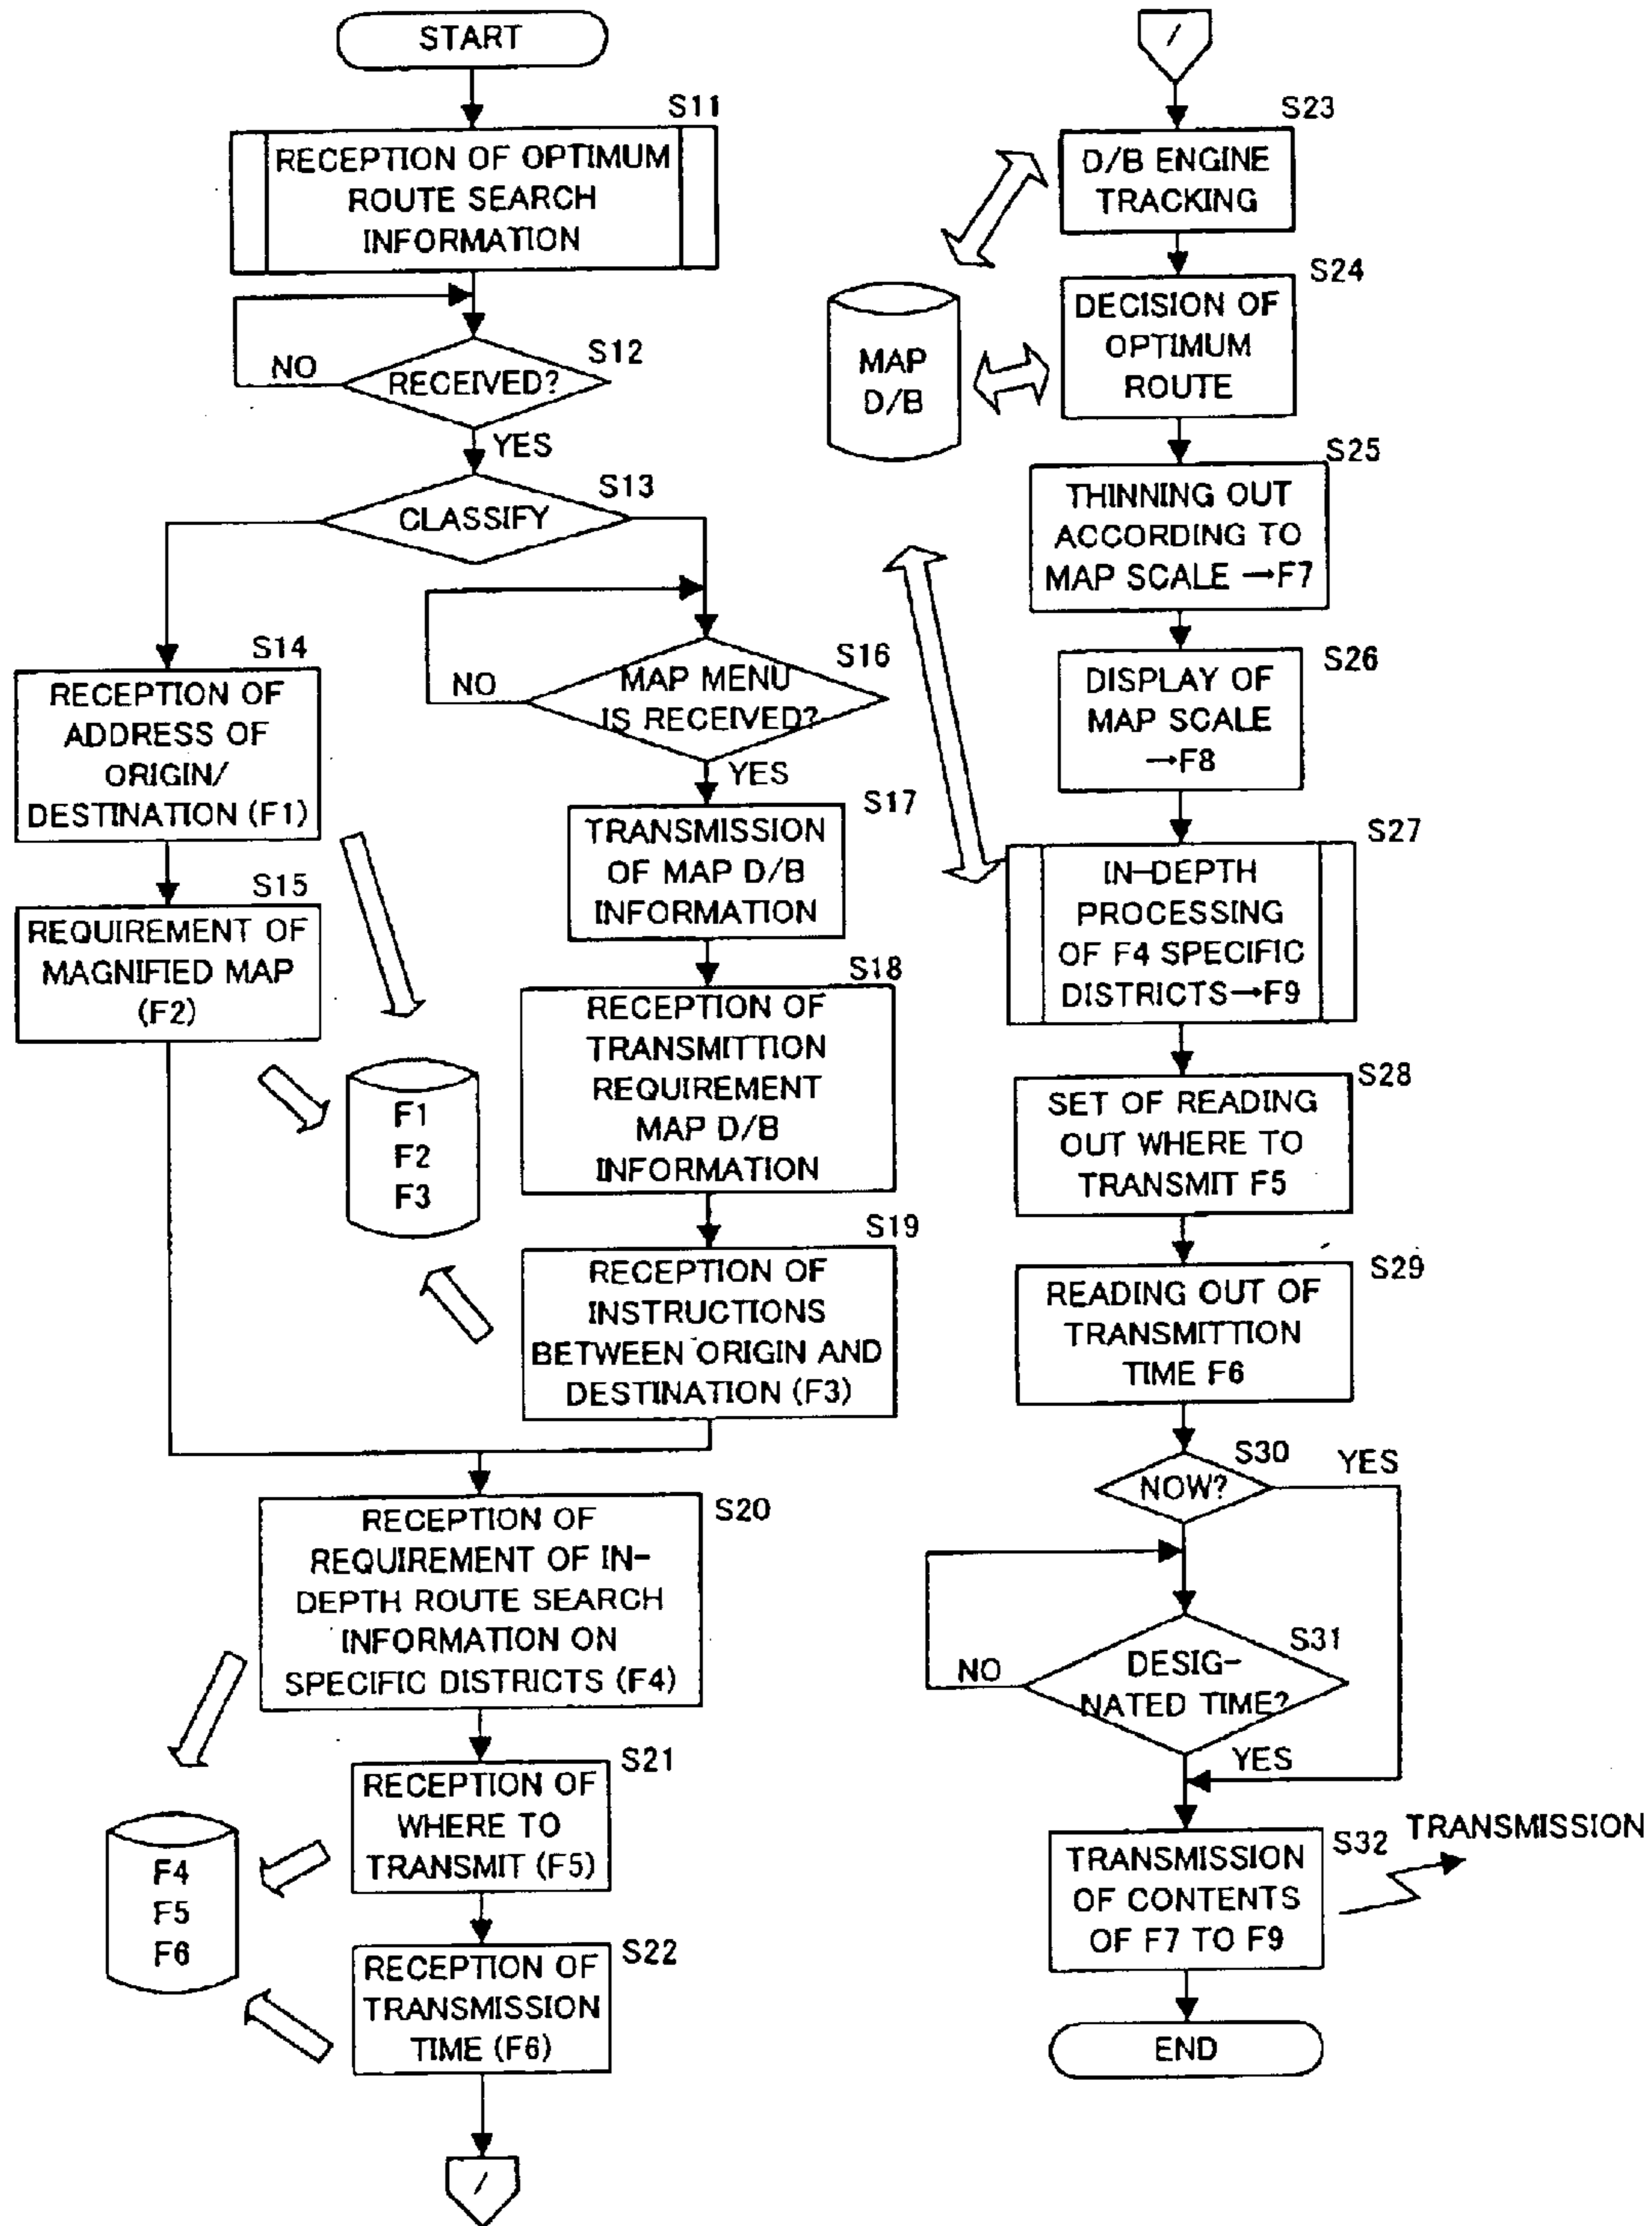 START
S11
RECEPTION OF OPTIMUM
ROUTE SEARCH
INFORMATION
NO
S12
RECEIVED?
YES
S13
CLASSIFY
S14
RECEPTION OF
ADDRESS OF
ORIGIN/
DESTINATION (F1)
S15
REQUIREMENT OF
MAGNIFIED MAP
(F2)
NO
S16
MAP MENU
IS RECEIVED?
YES
S17
TRANSMISSION
OF MAP D/B
INFORMATION
S18
RECEPTION OF
TRANSMITTION
REQUIREMENT
MAP D/B
INFORMATION
F1
F2
F3
S19
RECEPTION OF
INSTRUCTIONS
BETWEEN ORIGIN AND
DESTINATION (F3)
S20
RECEPTION OF
REQUIREMENT OF IN-
DEPTH ROUTE SEARCH
INFORMATION ON
SPECIFIC DISTRICTS (F4)
S21
RECEPTION OF
WHERE TO
TRANSMIT (F5)
F4
F5
F6
S22
RECEPTION OF
TRANSMISSION
TIME (F6)
/
/
S23
D/B ENGINE
TRACKING
MAP
D/B
S24
DECISION OF
OPTIMUM
ROUTE
S25
THINNING OUT
ACCORDING TO
MAP SCALE →F7
S26
DISPLAY OF
MAP SCALE
→F8
S27
IN-DEPTH
PROCESSING
OF F4 SPECIFIC
DISTRICTS→F9
S28
SET OF READING
OUT WHERE TO
TRANSMIT F5
S29
READING OUT OF
TRANSMITTION
TIME F6
S30
NOW?
YES
S31
NO
DESIG-
NATED TIME?
YES
S32
TRANSMISSION
OF CONTENTS
OF F7 TO F9
TRANSMISSION
END